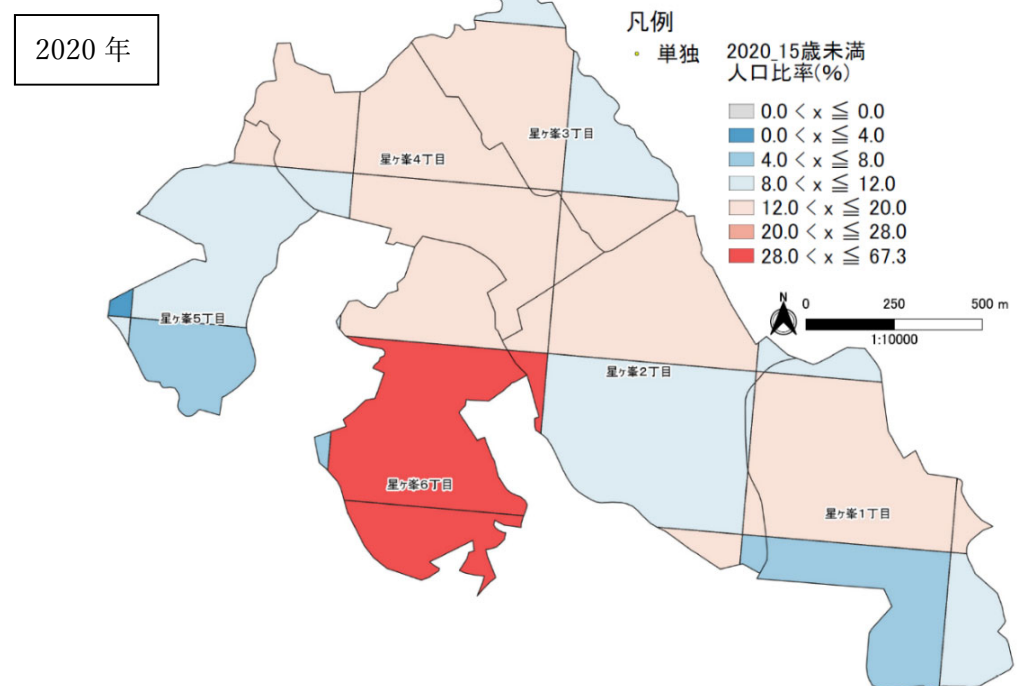 2020 年
凡例
単独
2020_15歳未満
人口比率(%)
0.0 < x ≦ 0.0
0.0 < x ≦ 4.0
4.0 < x ≦ 8.0
8.0 < x ≦ 12.0
12.0 < x ≦ 20.0
20.0 < x ≦ 28.0
28.0 < x ≦ 67.3
N
0 250 500 m
1:10000
星ヶ峯3丁目
星ヶ峯4丁目
星ヶ峯5丁目
星ヶ峯2丁目
星ヶ峯6丁目
星ヶ峯1丁目